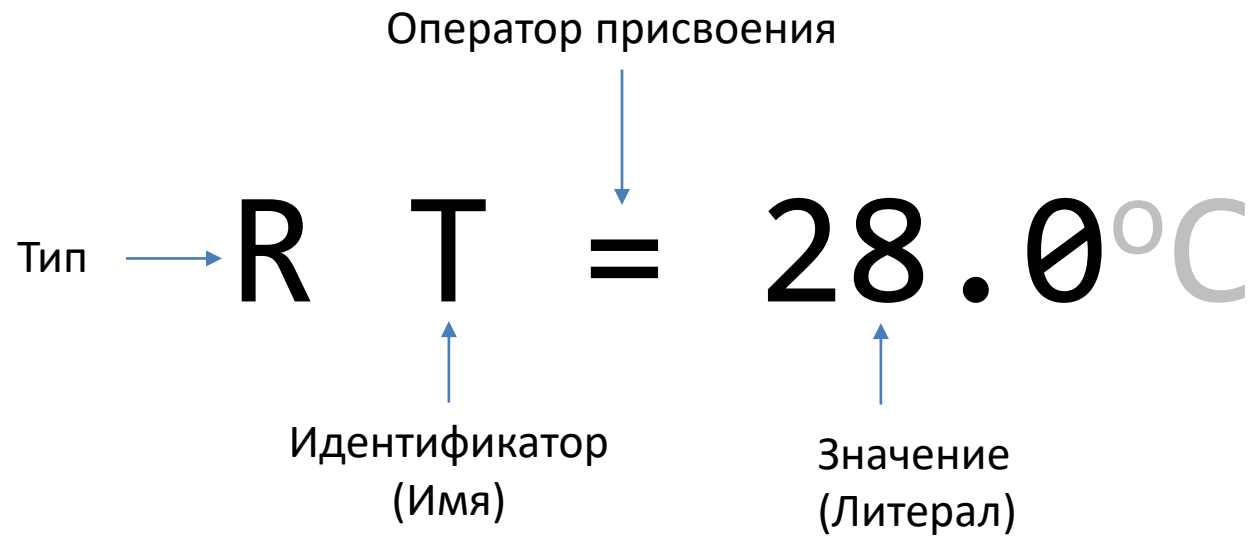 Оператор присвоения
Тип R T = 28.0°C
Идентификатор
(Имя)
Значение
(Литерал)